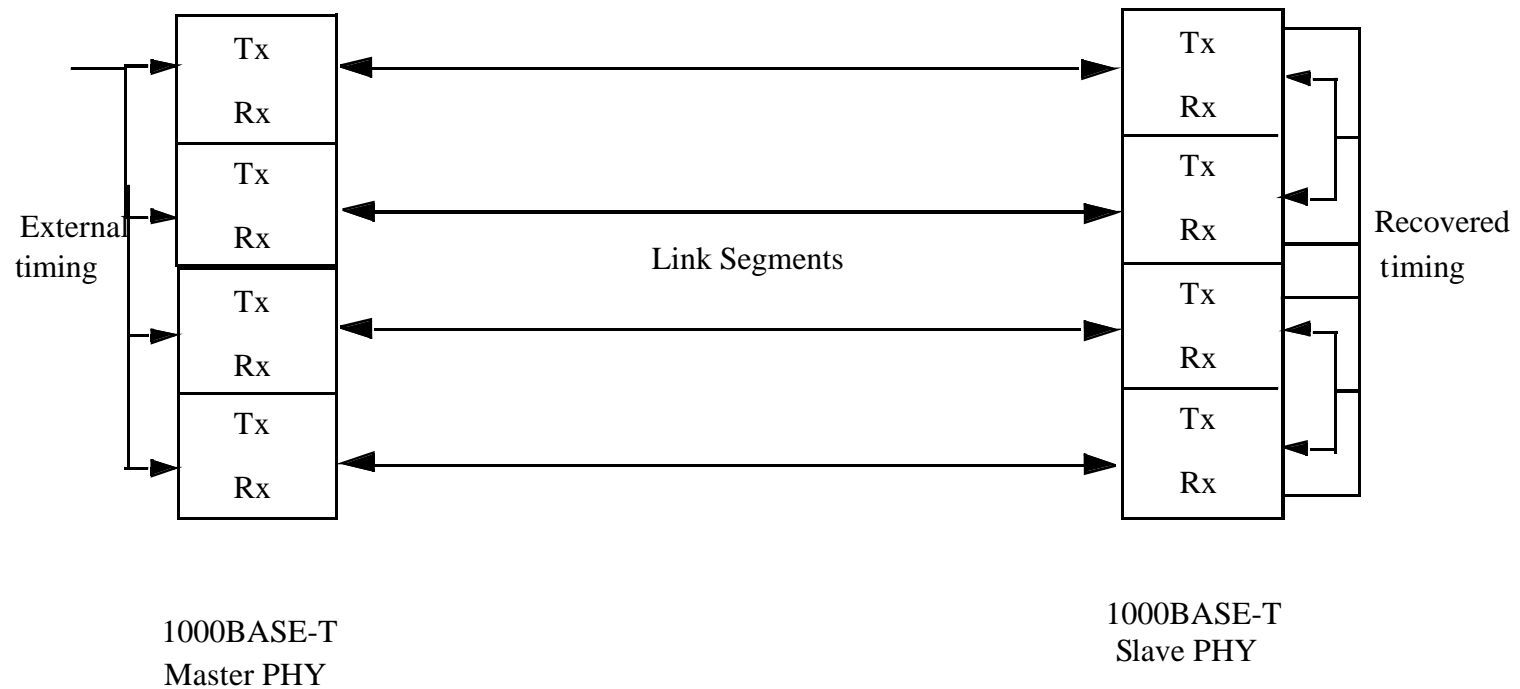 Tx
Rx
Tx
Rx
Tx
Rx
Tx
Rx
External
timing
Link Segments
Tx
Rx
Tx
Rx
Tx
Rx
Tx
Rx
Recovered
timing
1000BASE-T
Master PHY
1000BASE-T
Slave PHY